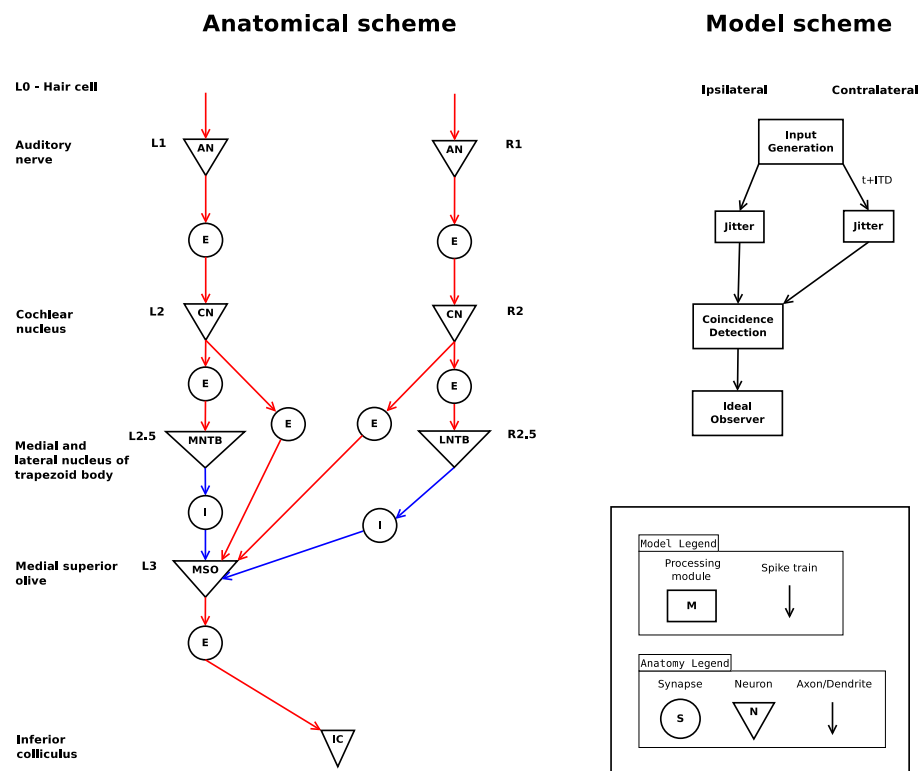 Anatomical scheme
Model scheme
L0 - Hair cell
Ipsilateral
Contralateral
Auditory
nerve
L1
AN
AN
R1
Input
Generation
t+ITD
E
E
Jitter
Jitter
Cochlear
nucleus
L2
CN
CN
R2
Coincidence
Detection
E
E
E
E
Ideal
Observer
Medial and
lateral nucleus of
trapezoid body
L2.5
MNTB
LNTB
R2.5
I
I
Medial superior
olive
L3
MSO
E
Inferior
colliculus
IC
Model Legend
Processing
module
Spike train
M
Anatomy Legend
Synapse
Neuron
Axon/Dendrite
S
N